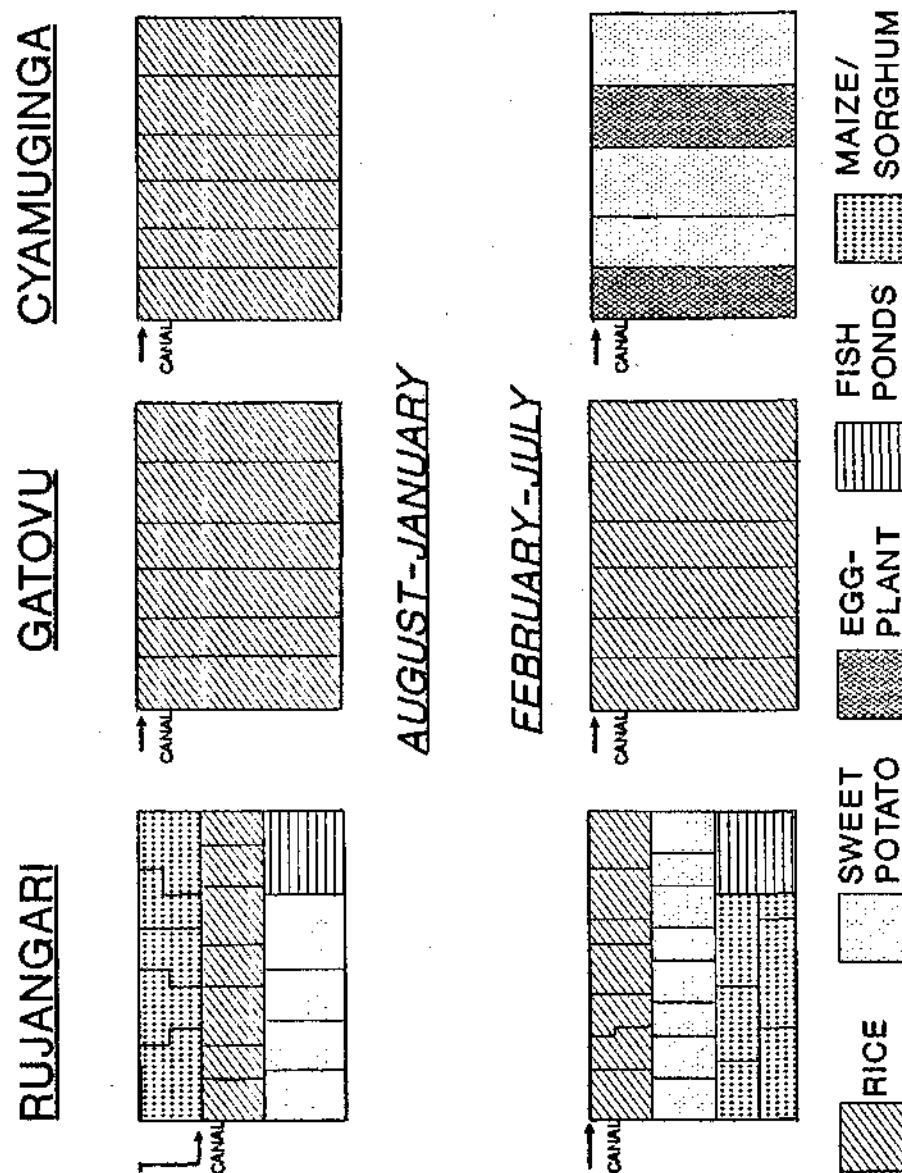 RUJANGARI
GATOVU
CYAMUGINGA
CANAL
CANAL
CANAL
AUGUST-JANUARY
FEBRUARY-JULY
CANAL
CANAL
CANAL
RICE
SWEET
POTATO
EGG-
PLANT
FISH
PONDS
MAIZE/
SORGHUM